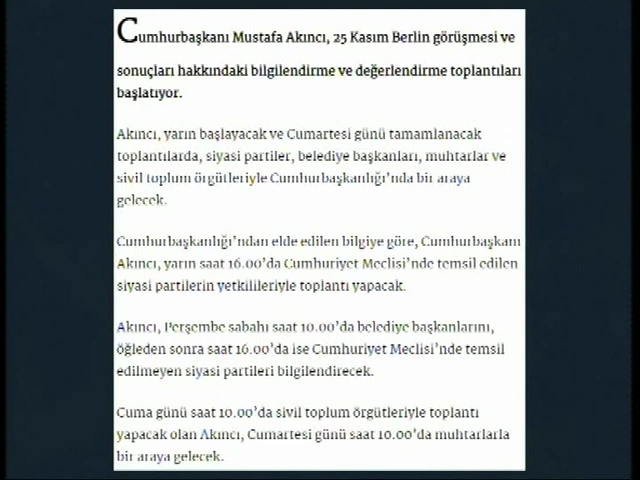 Cumhurbaşkanı Mustafa Akıncı, 25 Kasım Berlin görüşmesi ve
sonuçları hakkındaki bilgilendirme ve değerlendirme toplantıları
başlatıyor.
Akıncı, yarın başlayacak ve Cumartesi günü tamamlanacak
toplantılarda, siyasi partiler, belediye başkanları, muhtarlar ve
sivil toplum örgütleriyle Cumhurbaşkanlığı'nda bir araya
gelecek.
Cumhurbaşkanlığı'ndan elde edilen bilgiye göre, Cumhurbaşkanı
Akıncı, yarın saat 16.00'da Cumhuriyet Meclisi'nde temsil edilen
siyasi partilerin yetkilileriyle toplantı yapacak.
Akıncı, Perşembe sabahı saat 10.00'da belediye başkanlarını,
öğleden sonra saat 16.00'da ise Cumhuriyet Meclisi'nde temsil
edilmeyen siyasi partileri bilgilendirecek.
Cuma günü saat 10.00'da sivil toplum örgütleriyle toplantı
yapacak olan Akıncı, Cumartesi günü saat 10.00'da muhtarlarla
bir araya gelecek.